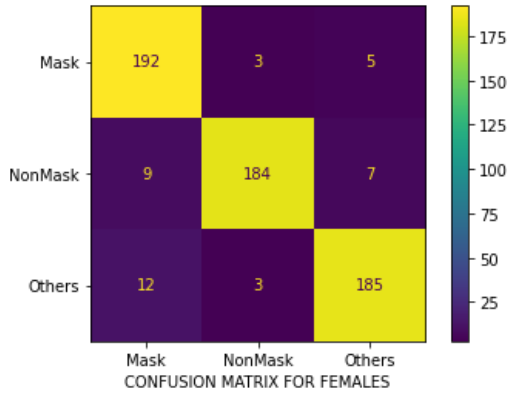 Mask 192 3 5
NonMask 9 184 7
Others 12 3 185
Mask NonMask Others
CONFUSION MATRIX FOR FEMALES
175
150
125
100
75
50
25